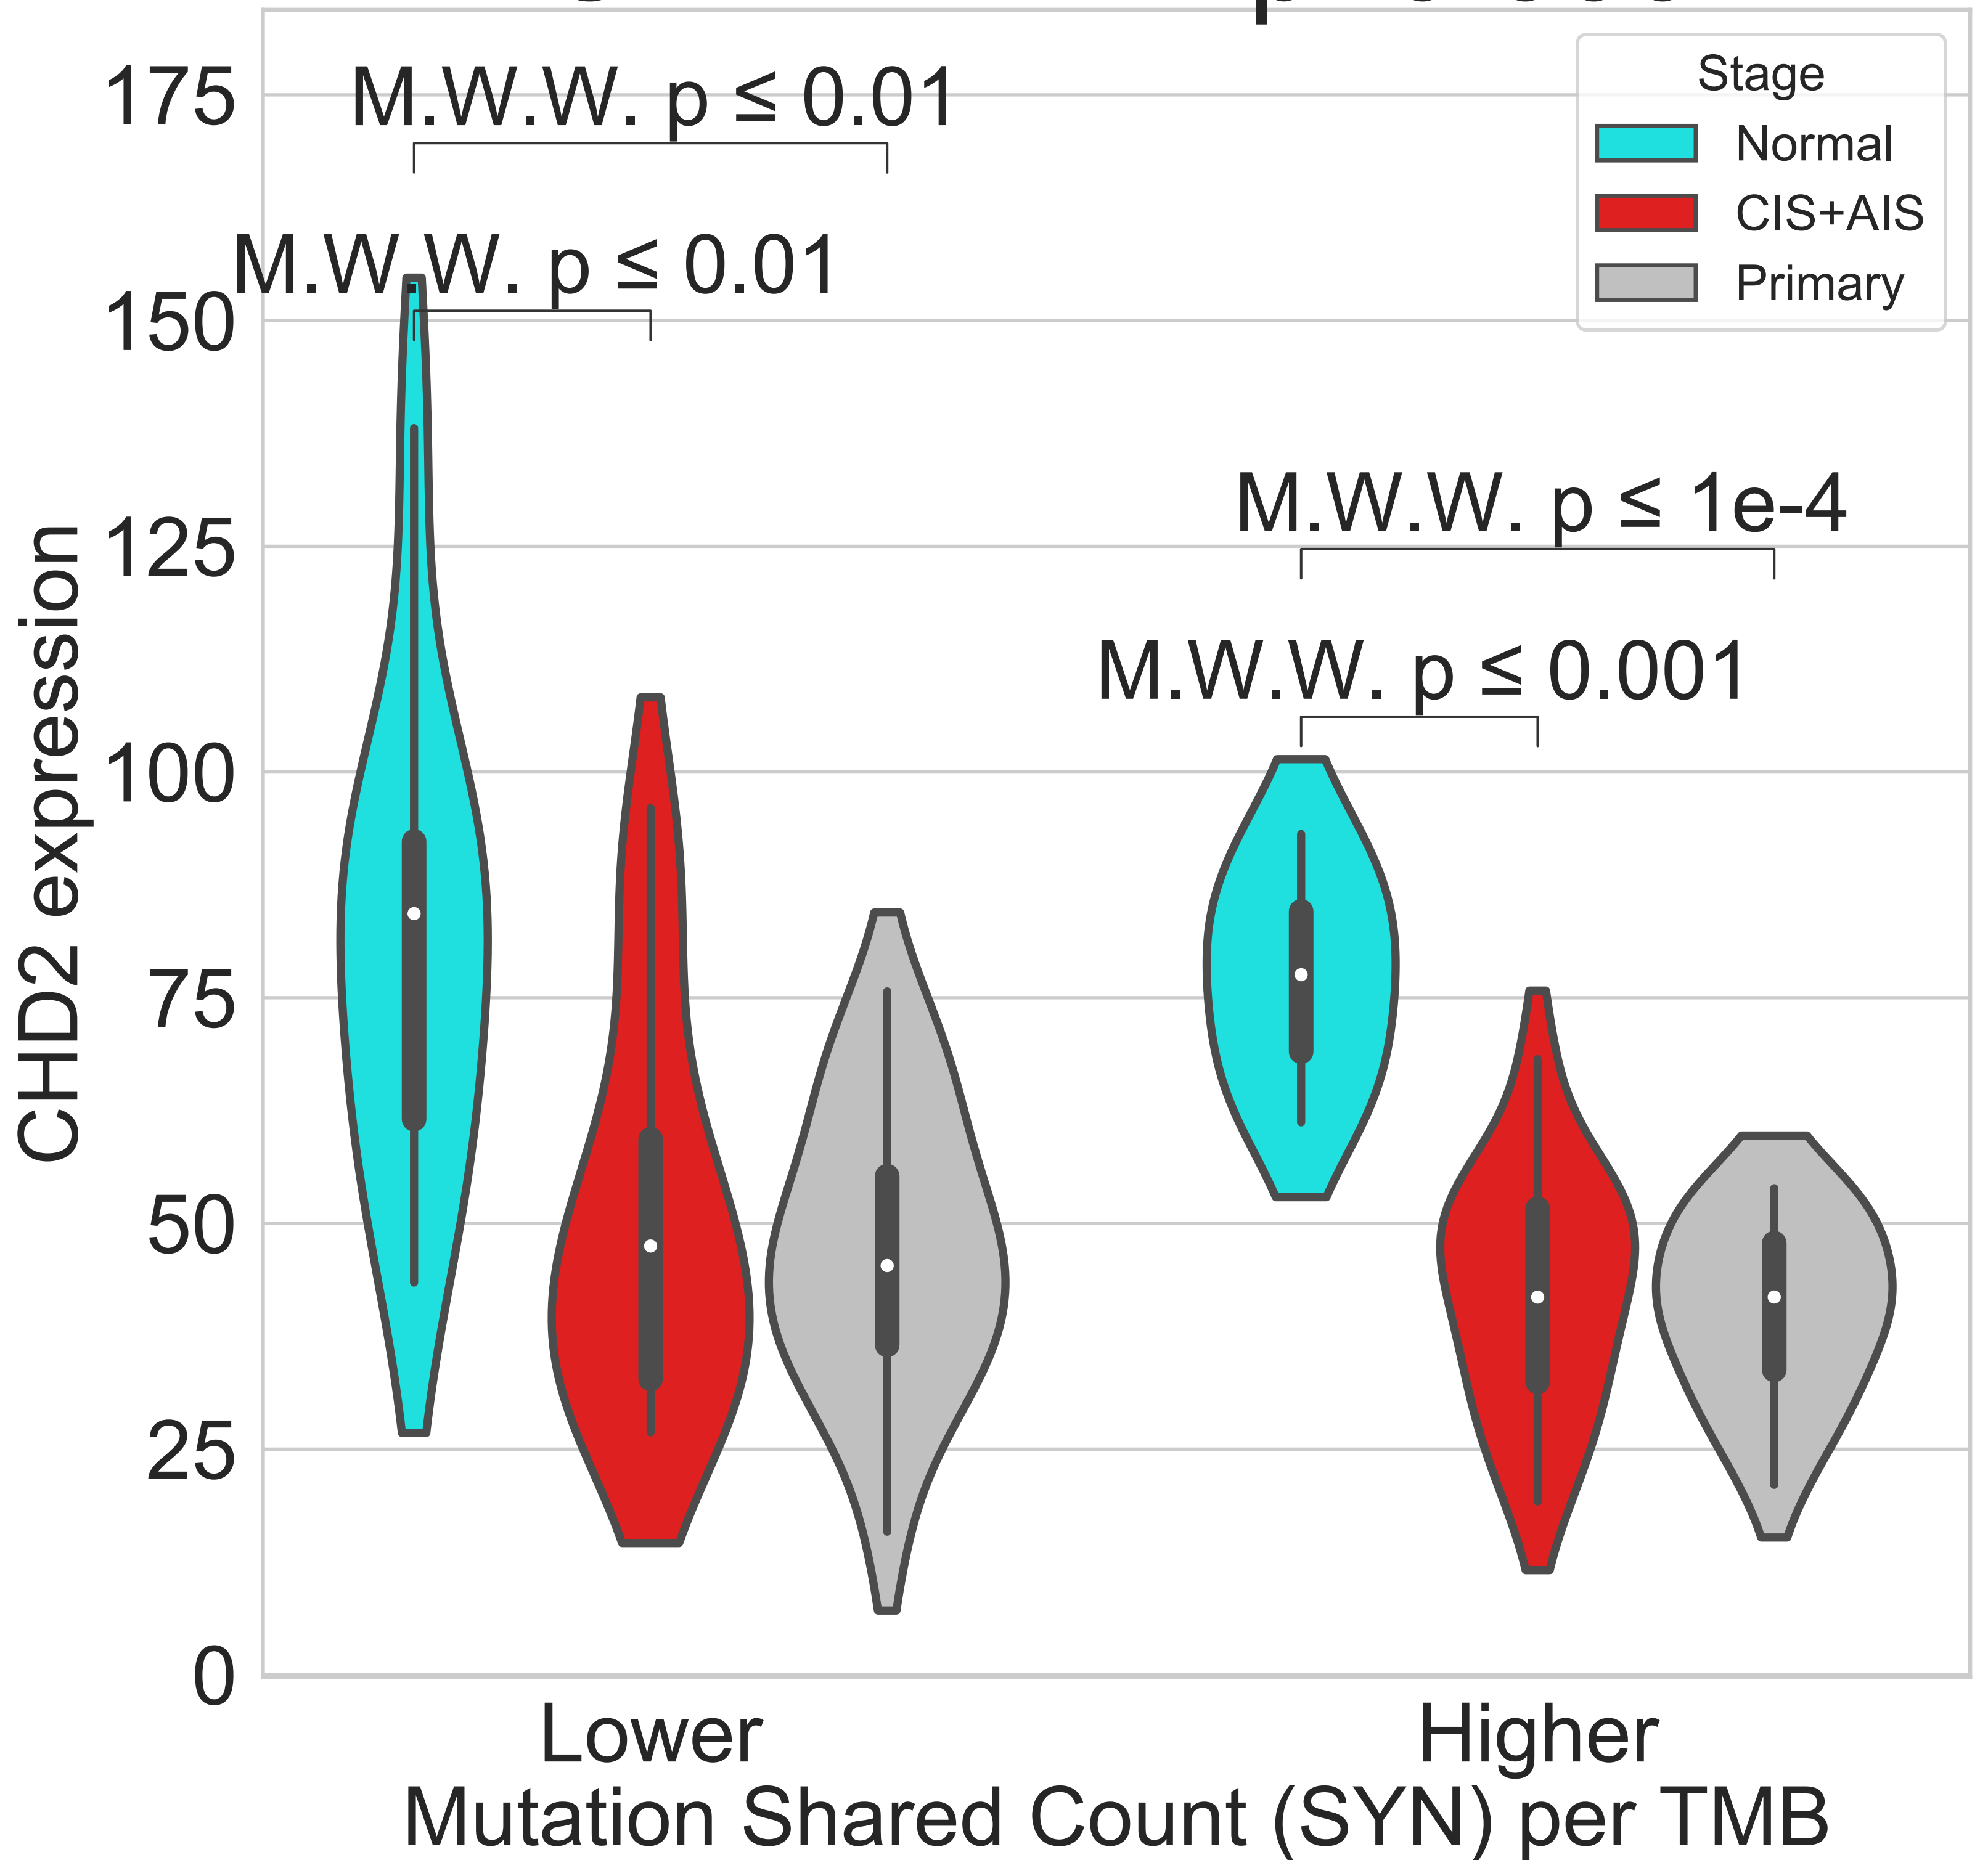 175
150
125
100
75
50
25
0
CHD2 expression
M.W.W. p ≤ 0.01
M.W.W. p ≤ 0.01
M.W.W. p ≤ 1e-4
M.W.W. p ≤ 0.001
Stage
Normal
CIS+AIS
Primary
Lower
Higher
Mutation Shared Count (SYN) per TMB